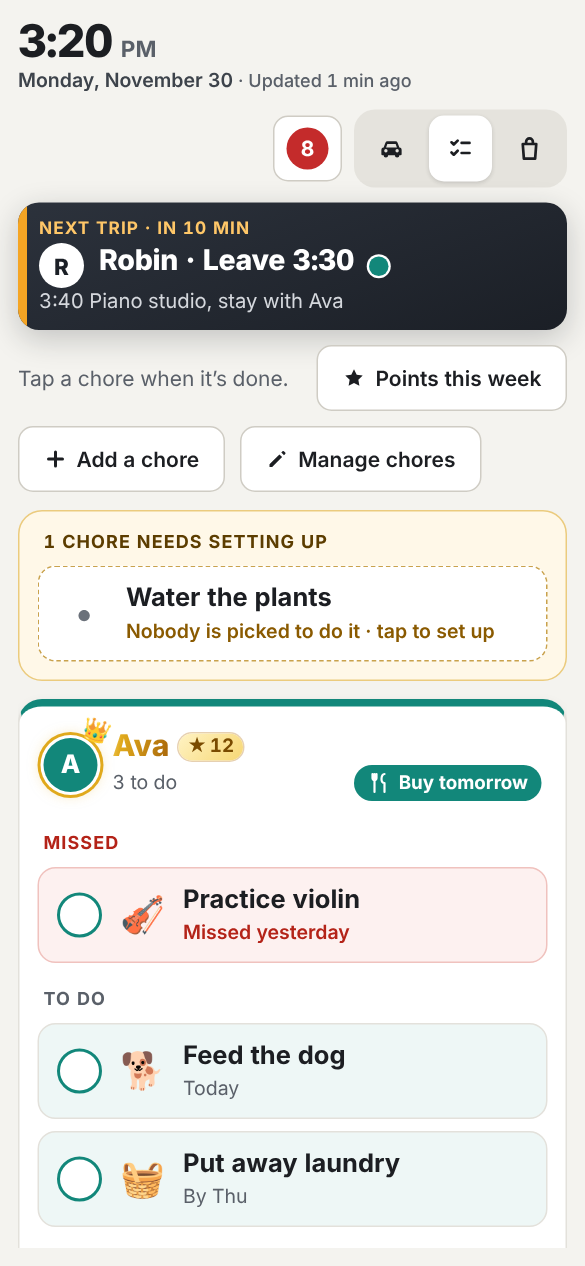 3:20 PM
Monday, November 30 · Updated 1 min ago
8
NEXT TRIP · IN 10 MIN
R Robin · Leave 3:30
3:40 Piano studio, stay with Ava
Tap a chore when it’s done.
Points this week
Add a chore
Manage chores
1 CHORE NEEDS SETTING UP
Water the plants
Nobody is picked to do it · tap to set up
A
Ava ★ 12
3 to do
Buy tomorrow
MISSED
Practice violin
Missed yesterday
TO DO
Feed the dog
Today
Put away laundry
By Thu